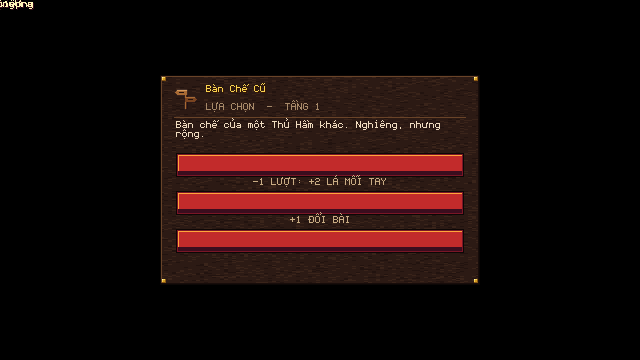 Bàn Chế Cũ
LỰA CHỌN – TẦNG 1
Bàn chế của một Thủ Hầm khác. Nghiêng, nhưng
rộng.
-1 LƯỢT: +2 LÁ MỖI TAY
+1 ĐỔI BÀI